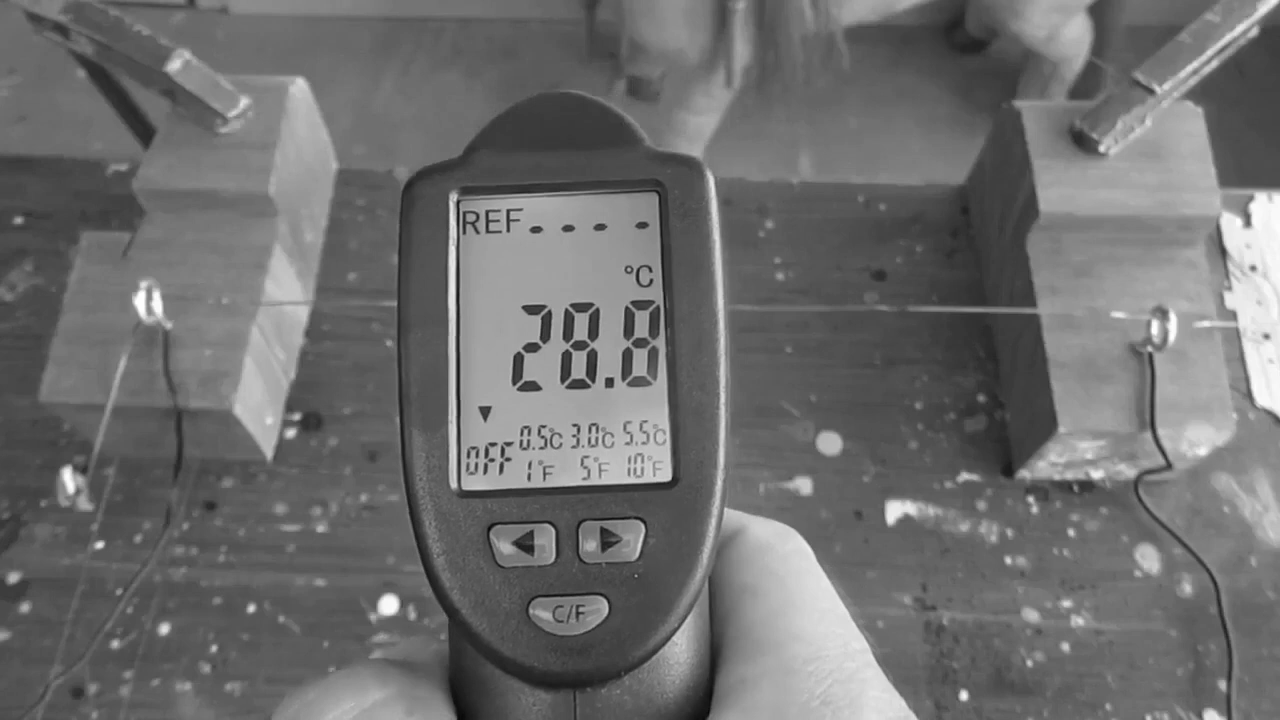 REF ----
°C
28.8
▼
OFF 0.5°C 3.0°C 5.5°C
1°F 5°F 10°F
◀ ▶
C/F